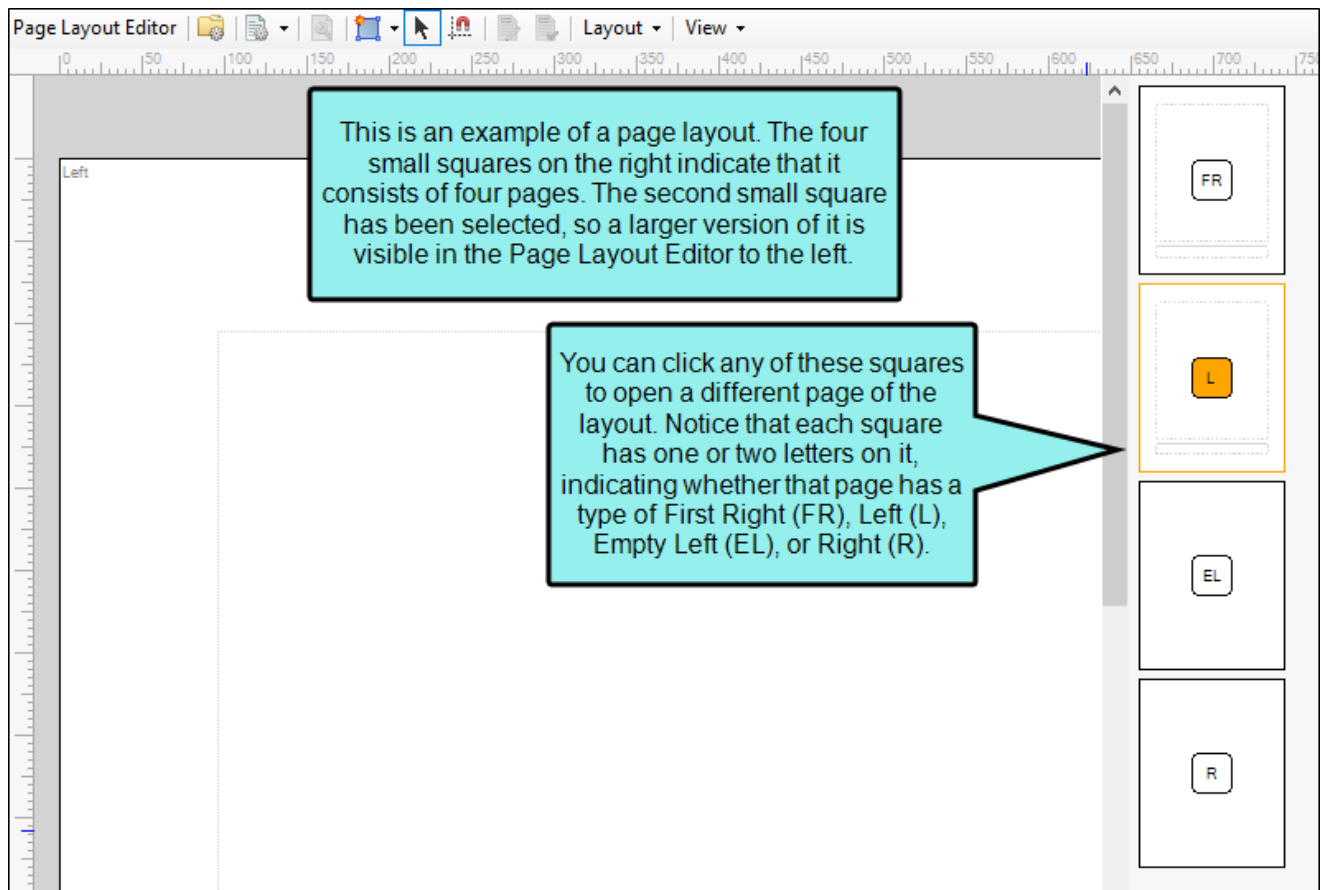 Page Layout Editor Layout View
0 50 100 150 200 250 300 350 400 450 500 550 600 650 700 750
Left
This is an example of a page layout. The four
small squares on the right indicate that it
consists of four pages. The second small square
has been selected, so a larger version of it is
visible in the Page Layout Editor to the left.
FR
You can click any of these squares
to open a different page of the
layout. Notice that each square
has one or two letters on it,
indicating whether that page has a
type of First Right (FR), Left (L),
Empty Left (EL), or Right (R).
L
EL
R